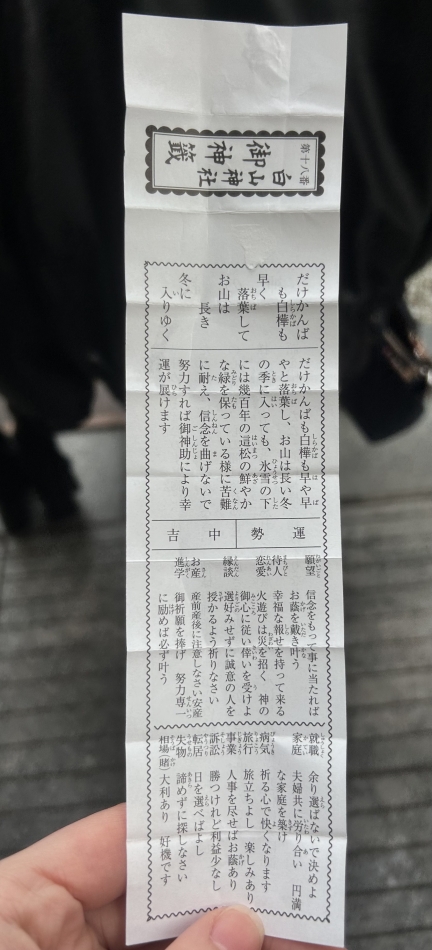 第十八番
白山神社
御神籤
だけかんば
も白樺も
早く
落葉して
お山は
長き
冬に
入りゆく
だけかんばも白樺も早や早
やと落葉し、お山は長い冬
の季に入っても、氷雪の下
には幾百年の這松の鮮やか
な緑を保っている様に苦難
に耐え、信念を曲げないで
努力すれば御神助により幸
運が展けます
運勢
中吉
願望 信念をもって事に当たれば
お蔭を戴き叶う
待人 幸福な報せを持って来る
恋愛 火遊びは災を招く 神の
御心に従い倖いを受けよ
縁談 選好みせずに誠意の人を
授かるよう祈りなさい
お産 産前産後に注意しなさい安産
進学 御祈願を捧げ 努力専一
に励めば必ず叶う
就職 余り選ばないで決めよ
家庭 夫婦共に労り合い 円満
な家庭を築け
病気 祈る心で快くなります
旅行 旅立ちよし 楽しみあり
事業 人事を尽せばお蔭あり
訴訟 勝つけれど利益少なし
転居 日を選べばよし
失物 諦めずに探しなさい
相場(賭) 大利あり 好機です